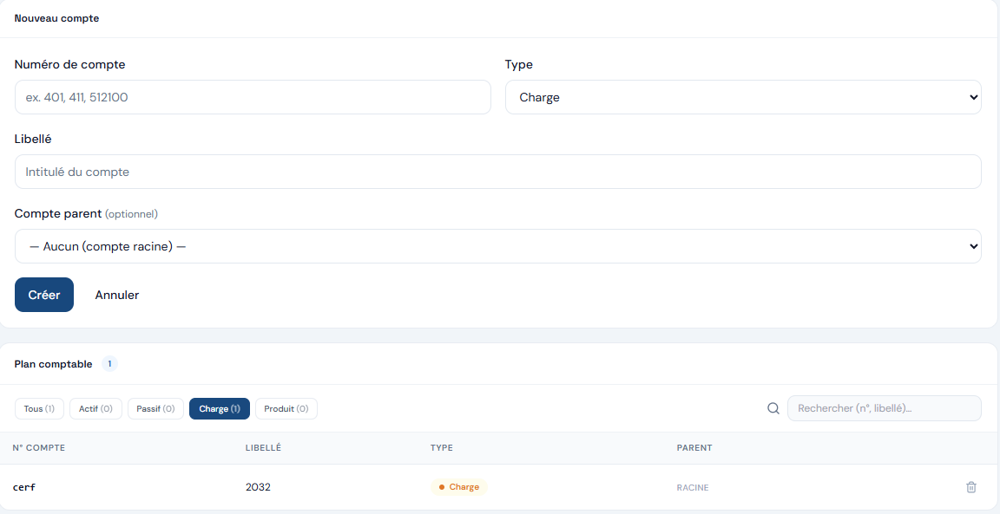 Nouveau compte
Numéro de compte Type
ex. 401, 411, 512100 Charge
Libellé
Intitulé du compte
Compte parent (optionnel)
— Aucun (compte racine) —
Créer Annuler
Plan comptable 1
Tous (1) Actif (0) Passif (0) Charge (1) Produit (0) Rechercher (n°, libellé)...
N° COMPTE LIBELLÉ TYPE PARENT
cerf 2032 Charge RACINE